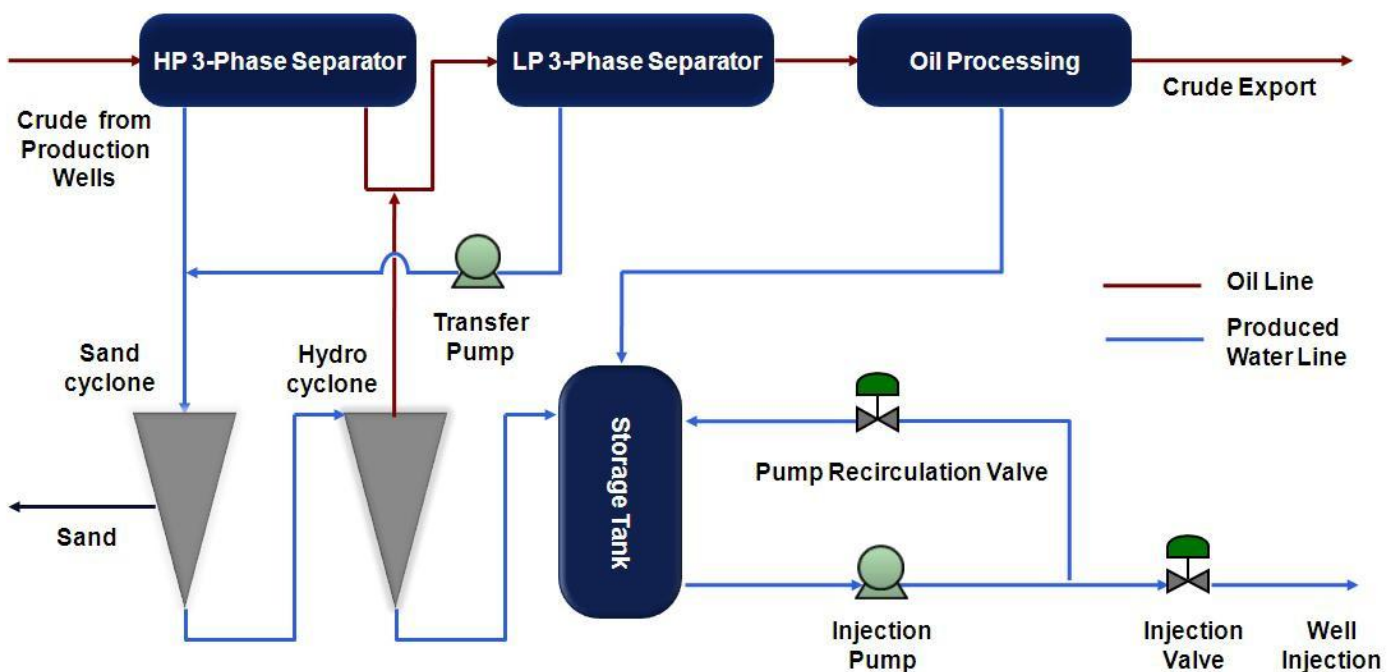 HP 3-Phase Separator
LP 3-Phase Separator
Oil Processing
Crude from
Production
Wells
Crude Export
Oil Line
Produced
Water Line
Transfer
Pump
Sand
cyclone
Hydro
cyclone
Storage Tank
Pump Recirculation Valve
Sand
Injection
Pump
Injection
Valve
Well
Injection